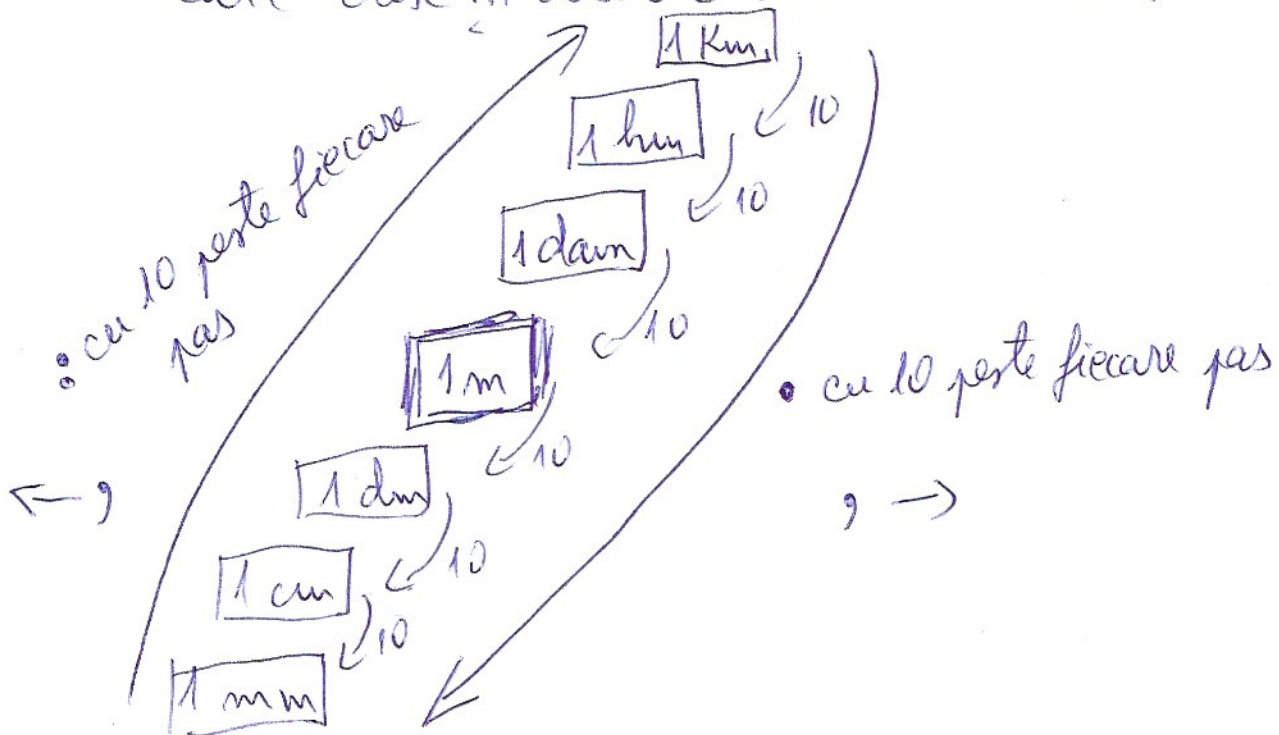 1 Km
10
1 hm
10
: cu 10 peste fiecare
pas
1 dam
10
1 m
• cu 10 peste fiecare pas
10
← ,
1 dm
, →
10
1 cm
10
1 mm